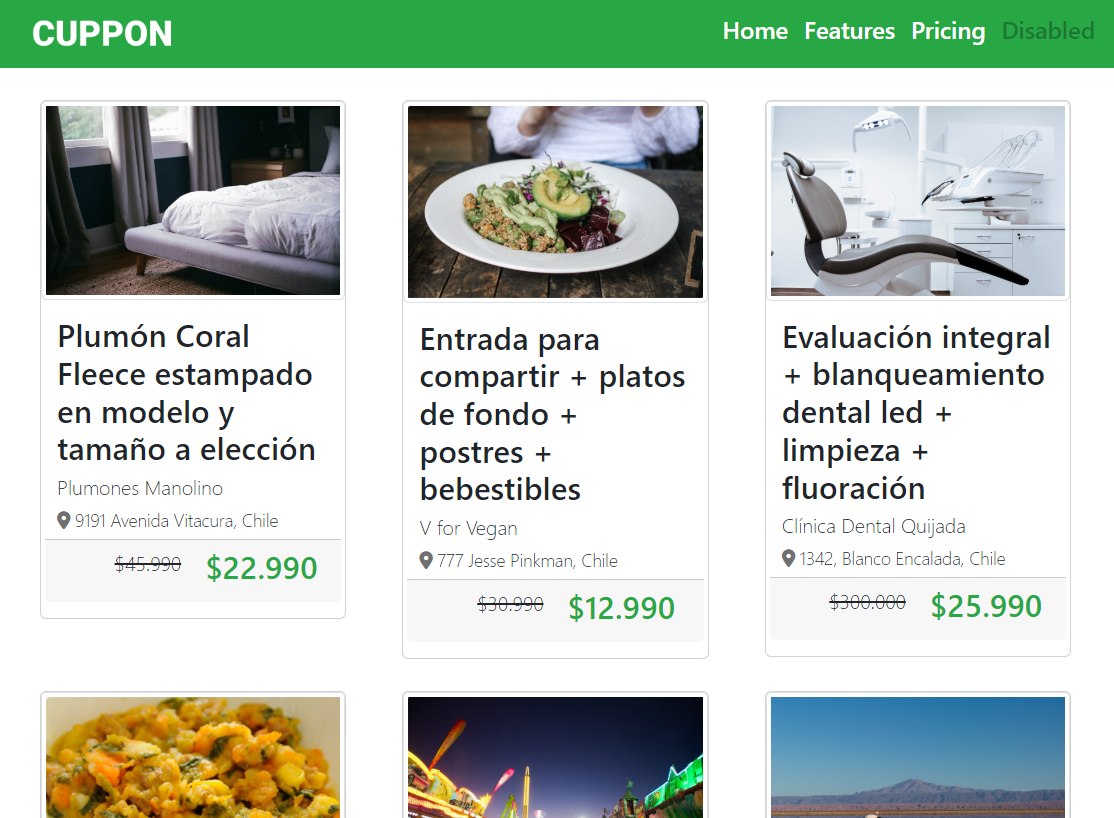 CUPPON
Home Features Pricing Disabled
Plumón Coral
Fleece estampado
en modelo y
tamaño a elección
Plumones Manolino
9191 Avenida Vitacura, Chile
$45.990 $22.990
Entrada para
compartir + platos
de fondo +
postres +
bebestibles
V for Vegan
777 Jesse Pinkman, Chile
$30.990 $12.990
Evaluación integral
+ blanqueamiento
dental led +
limpieza +
fluoración
Clínica Dental Quijada
1342, Blanco Encalada, Chile
$300.000 $25.990